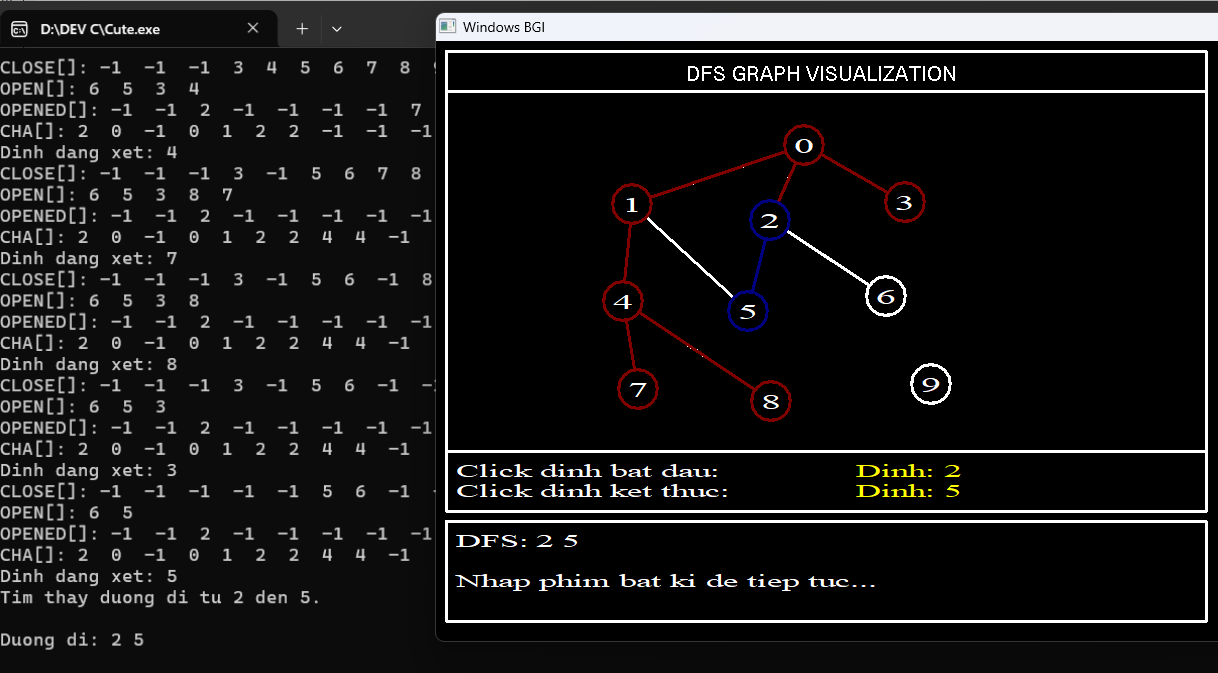 D:\DEV C\Cute.exe
CLOSE[]: -1 -1 -1 3 4 5 6 7 8
OPEN[]: 6 5 3 4
OPENED[]: -1 -1 2 -1 -1 -1 -1 7
CHA[]: 2 0 -1 0 1 2 2 -1 -1 -1
Dinh dang xet: 4
CLOSE[]: -1 -1 -1 3 -1 5 6 7 8
OPEN[]: 6 5 3 8 7
OPENED[]: -1 -1 2 -1 -1 -1 -1 -1
CHA[]: 2 0 -1 0 1 2 2 4 4 -1
Dinh dang xet: 7
CLOSE[]: -1 -1 -1 3 -1 5 6 -1 8
OPEN[]: 6 5 3 8
OPENED[]: -1 -1 2 -1 -1 -1 -1 -1
CHA[]: 2 0 -1 0 1 2 2 4 4 -1
Dinh dang xet: 8
CLOSE[]: -1 -1 -1 3 -1 5 6 -1
OPEN[]: 6 5 3
OPENED[]: -1 -1 2 -1 -1 -1 -1 -1
CHA[]: 2 0 -1 0 1 2 2 4 4 -1
Dinh dang xet: 3
CLOSE[]: -1 -1 -1 -1 -1 5 6 -1
OPEN[]: 6 5
OPENED[]: -1 -1 2 -1 -1 -1 -1 -1
CHA[]: 2 0 -1 0 1 2 2 4 4 -1
Dinh dang xet: 5
Tim thay duong di tu 2 den 5.
Duong di: 2 5
Windows BGI
DFS GRAPH VISUALIZATION
0
1
2
3
4
5
6
7
8
9
Click dinh bat dau: Dinh: 2
Click dinh ket thuc: Dinh: 5
DFS: 2 5
Nhap phim bat ki de tiep tuc...